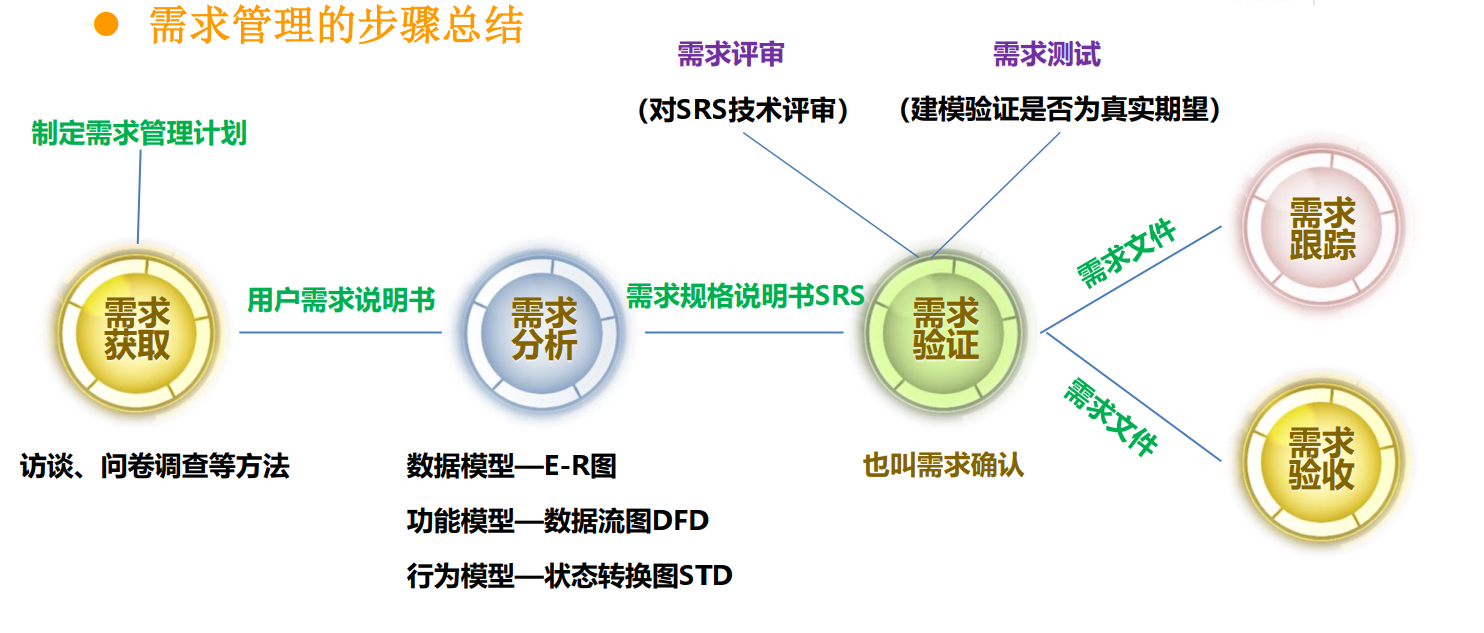 需求管理的步骤总结
需求评审
需求测试
（对SRS技术评审）
（建模验证是否为真实期望）
制定需求管理计划
需求
获取
用户需求说明书
需求
分析
需求规格说明书SRS
需求
验证
需求文件
需求
跟踪
需求文件
需求
验收
访谈、问卷调查等方法
数据模型—E-R图
功能模型—数据流图DFD
行为模型—状态转换图STD
也叫需求确认